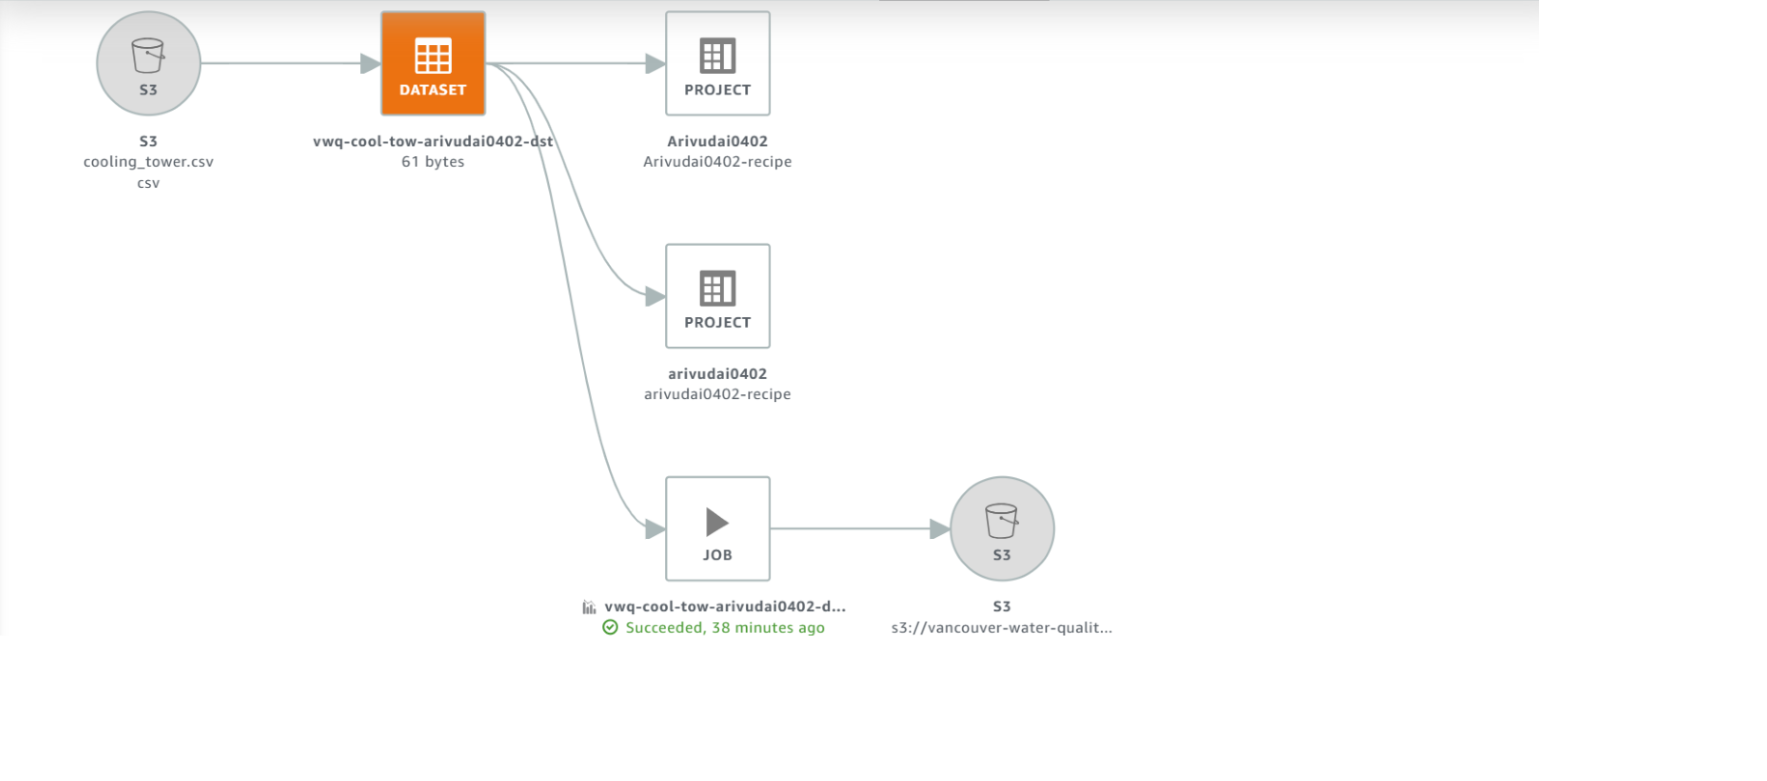 S3
S3
cooling_tower.csv
csv
DATASET
vwq-cool-tow-arivudai0402-dst
61 bytes
PROJECT
Arivudai0402
Arivudai0402-recipe
PROJECT
arivudai0402
arivudai0402-recipe
JOB
vwq-cool-tow-arivudai0402-d...
Succeeded, 38 minutes ago
S3
S3
s3://vancouver-water-qualit...